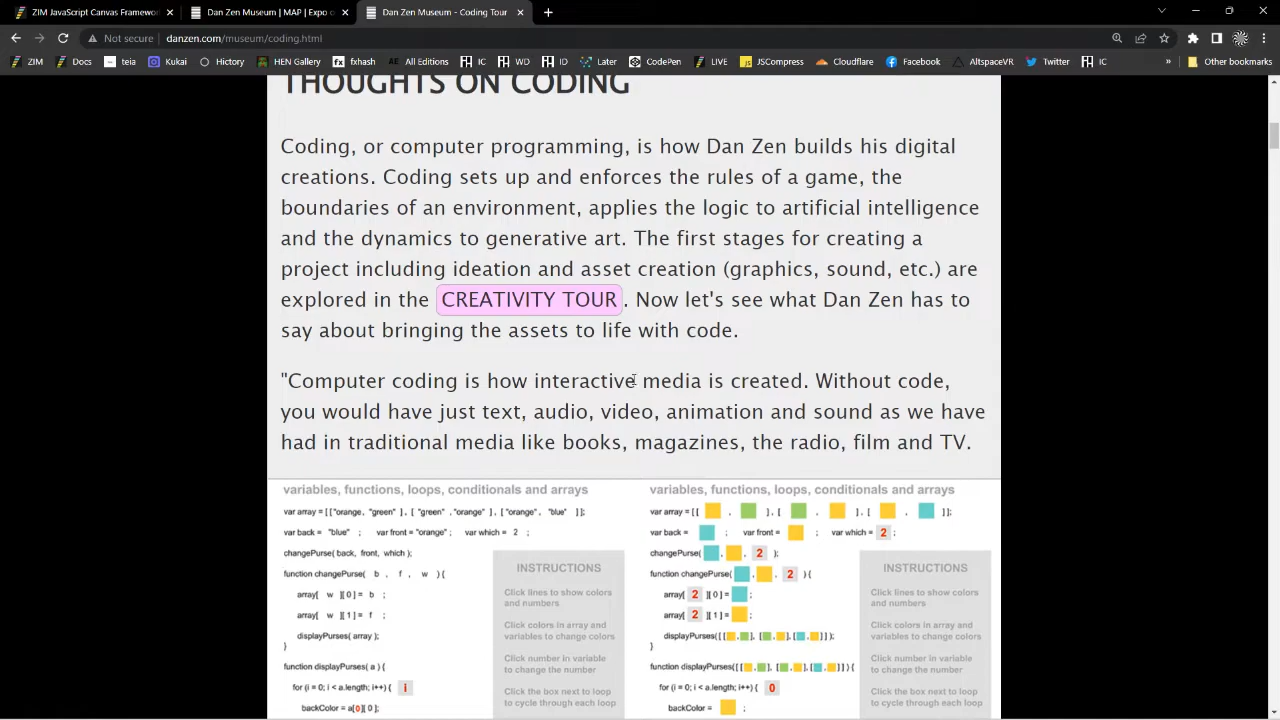 ZIM JavaScript Canvas Framewor
Dan Zen Museum | MAP | Expo o
Dan Zen Museum - Coding Tour
Not secure
danzen.com/museum/coding.html
ZIM
Docs
teia
Kukai
Hictory
HEN Gallery
fxhash
All Editions
IC
WD
ID
Later
CodePen
LIVE
JSCompress
Cloudflare
Facebook
AltspaceVR
Twitter
IC
»
Other bookmarks
THOUGHTS ON CODING
Coding, or computer programming, is how Dan Zen builds his digital
creations. Coding sets up and enforces the rules of a game, the
boundaries of an environment, applies the logic to artificial intelligence
and the dynamics to generative art. The first stages for creating a
project including ideation and asset creation (graphics, sound, etc.) are
explored in the CREATIVITY TOUR. Now let's see what Dan Zen has to
say about bringing the assets to life with code.
"Computer coding is how interactive media is created. Without code,
you would have just text, audio, video, animation and sound as we have
had in traditional media like books, magazines, the radio, film and TV.
variables, functions, loops, conditionals and arrays
var array = [ [ "orange", "green" ] , [ "green" , "orange" ] , [ "orange", "blue" ] ];
var back = "blue" ; var front = "orange" ; var which = 2 ;
changePurse( back, front, which );
function changePurse( b , f , w ) {
array[ w ][ 0 ] = b ;
array[ w ][ 1 ] = f ;
displayPurses( array );
}
function displayPurses( a ) {
for (i = 0; i < a.length; i++) { i
backColor = a[0][ 0 ];
INSTRUCTIONS
Click lines to show colors
and numbers
Click colors in array and
variables to change colors
Click number in variable
to change the number
Click the box next to loop
to cycle through each loop
variables, functions, loops, conditionals and arrays
var array = [ [ , ] , [ , ] , [ , ] ];
var back = ; var front = ; var which = 2 ;
changePurse( , , 2 );
function changePurse( , , 2 ) {
array[ 2 ][ 0 ] = ;
array[ 2 ][ 1 ] = ;
displayPurses([ [ , ] , [ , ] , [ , ] ] );
}
function displayPurses([ [ , ] , [ , ] , [ , ] ] ) {
for (i = 0; i < a.length; i++) { 0
backColor = ;
INSTRUCTIONS
Click lines to show colors
and numbers
Click colors in array and
variables to change colors
Click number in variable
to change the number
Click the box next to loop
to cycle through each loop